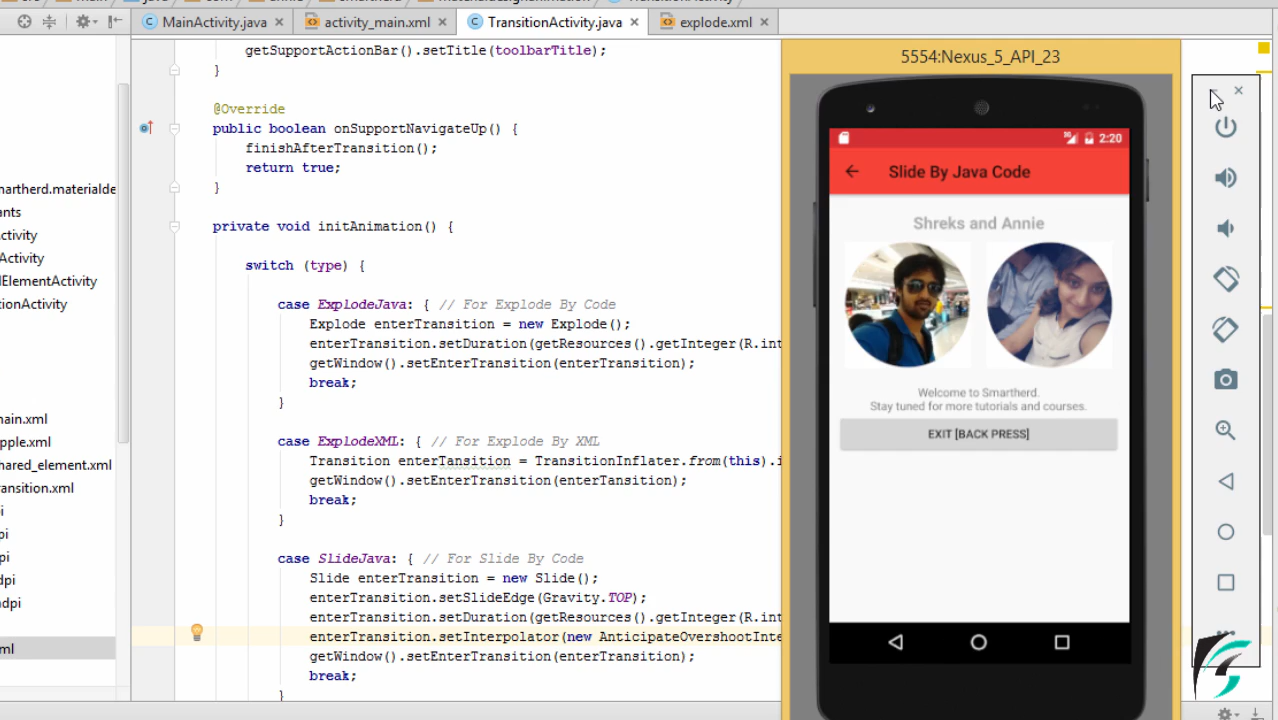 MainActivity.java
activity_main.xml
TransitionActivity.java
explode.xml
getSupportActionBar().setTitle(toolbarTitle);
}
@Override
public boolean onSupportNavigateUp() {
finishAfterTransition();
return true;
}
private void initAnimation() {
switch (type) {
case ExplodeJava: { // For Explode By Code
Explode enterTransition = new Explode();
enterTransition.setDuration(getResources().getInteger(R.int
getWindow().setEnterTransition(enterTransition);
break;
}
case ExplodeXML: { // For Explode By XML
Transition enterTansition = TransitionInflater.from(this).i
getWindow().setEnterTransition(enterTansition);
break;
}
case SlideJava: { // For Slide By Code
Slide enterTransition = new Slide();
enterTransition.setSlideEdge(Gravity.TOP);
enterTransition.setDuration(getResources().getInteger(R.int
enterTransition.setInterpolator(new AnticipateOvershootInte
getWindow().setEnterTransition(enterTransition);
break;
}
martherd.materialde
ants
ctivity
Activity
dElementActivity
tionActivity
main.xml
pple.xml
hared_element.xml
ansition.xml
i
pi
pi
dpi
adpi
ml
5554:Nexus_5_API_23
2:20
Slide By Java Code
Shreks and Annie
Welcome to Smartherd.
Stay tuned for more tutorials and courses.
EXIT [BACK PRESS]